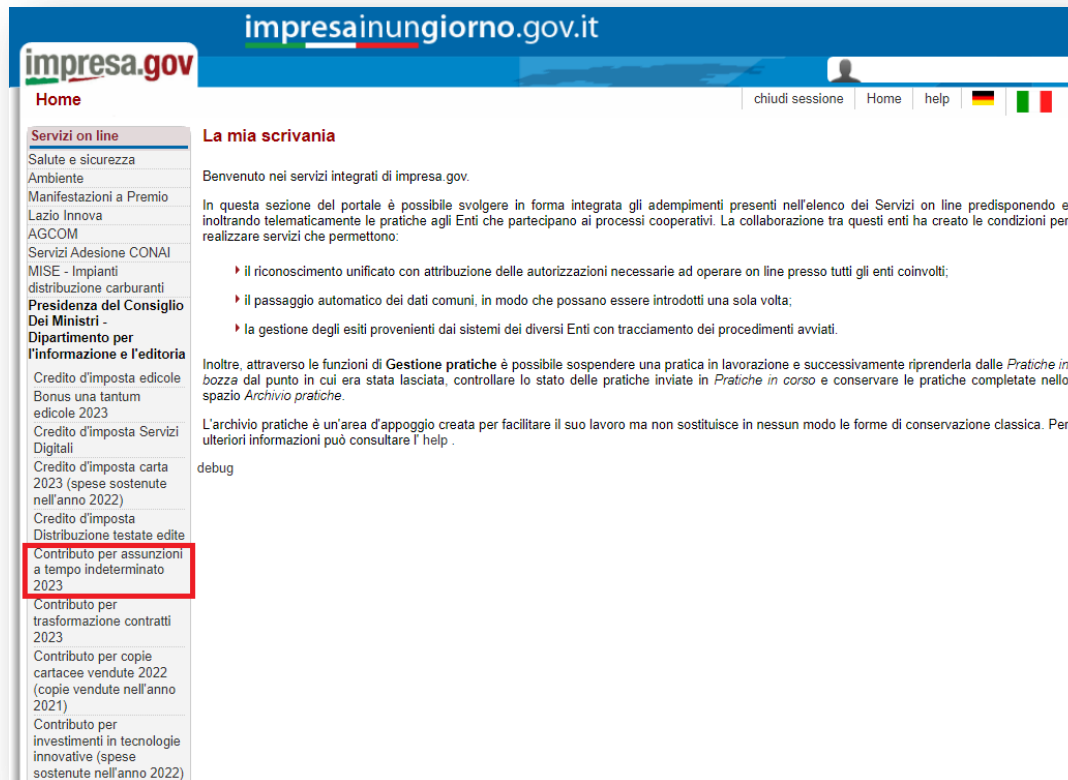 impresainungiorno.gov.it
impresa.gov
Home
chiudi sessione
Home
help
Servizi on line
Salute e sicurezza
Ambiente
Manifestazioni a Premio
Lazio Innova
AGCOM
Servizi Adesione CONAI
MISE - Impianti
distribuzione carburanti
Presidenza del Consiglio
Dei Ministri -
Dipartimento per
l'informazione e l'editoria
Credito d'imposta edicole
Bonus una tantum
edicole 2023
Credito d'imposta Servizi
Digitali
Credito d'imposta carta
2023 (spese sostenute
nell'anno 2022)
Credito d'imposta
Distribuzione testate edite
Contributo per assunzioni
a tempo indeterminato
2023
Contributo per
trasformazione contratti
2023
Contributo per copie
cartacee vendute 2022
(copie vendute nell'anno
2021)
Contributo per
investimenti in tecnologie
innovative (spese
sostenute nell'anno 2022)
La mia scrivania
Benvenuto nei servizi integrati di impresa.gov.
In questa sezione del portale è possibile svolgere in forma integrata gli adempimenti presenti nell'elenco dei Servizi on line predisponendo e
inoltrando telematicamente le pratiche agli Enti che partecipano ai processi cooperativi. La collaborazione tra questi enti ha creato le condizioni per
realizzare servizi che permettono:
il riconoscimento unificato con attribuzione delle autorizzazioni necessarie ad operare on line presso tutti gli enti coinvolti;
il passaggio automatico dei dati comuni, in modo che possano essere introdotti una sola volta;
la gestione degli esiti provenienti dai sistemi dei diversi Enti con tracciamento dei procedimenti avviati.
Inoltre, attraverso le funzioni di Gestione pratiche è possibile sospendere una pratica in lavorazione e successivamente riprenderla dalle Pratiche in
bozza dal punto in cui era stata lasciata, controllare lo stato delle pratiche inviate in Pratiche in corso e conservare le pratiche completate nello
spazio Archivio pratiche.
L'archivio pratiche è un'area d'appoggio creata per facilitare il suo lavoro ma non sostituisce in nessun modo le forme di conservazione classica. Per
ulteriori informazioni può consultare l' help .
debug